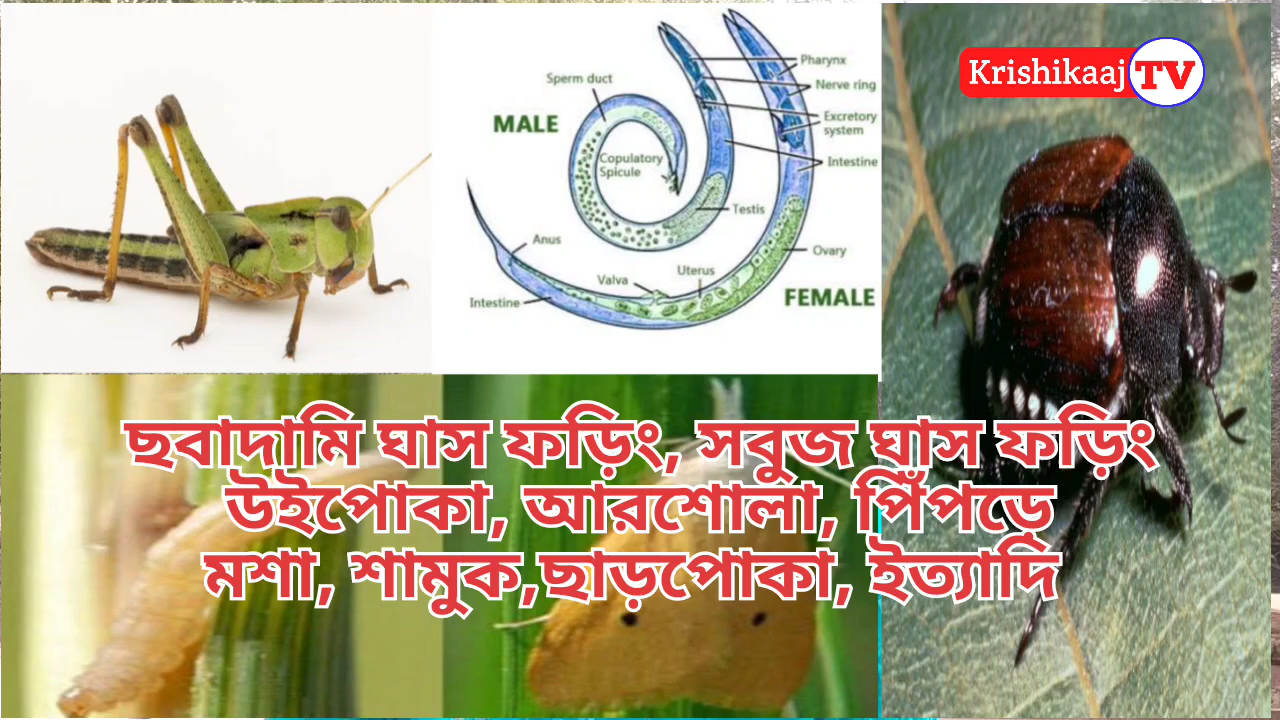 Krishikaaj TV
Pharynx
Sperm duct
Nerve ring
MALE
Excretory
system
Copulatory
Spicule
Intestine
Testis
Anus
Ovary
Valva
Uterus
Intestine
FEMALE
ছবাদামি ঘাস ফড়িং, সবুজ ঘাস ফড়িং
উইপোকা, আরশোলা, পিঁপড়ে
মশা, শামুক,ছাড়পোকা, ইত্যাদি